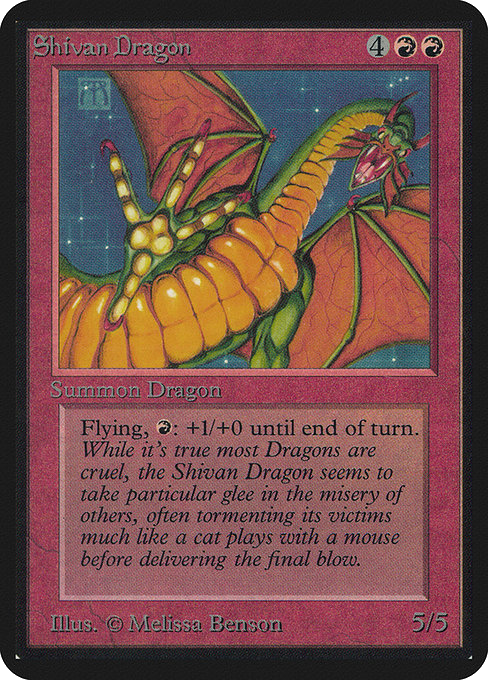 Shivan Dragon 4
Summon Dragon
Flying, : +1/+0 until end of turn.
While it's true most Dragons are
cruel, the Shivan Dragon seems to
take particular glee in the misery of
others, often tormenting its victims
much like a cat plays with a mouse
before delivering the final blow.
Illus. © Melissa Benson 5/5